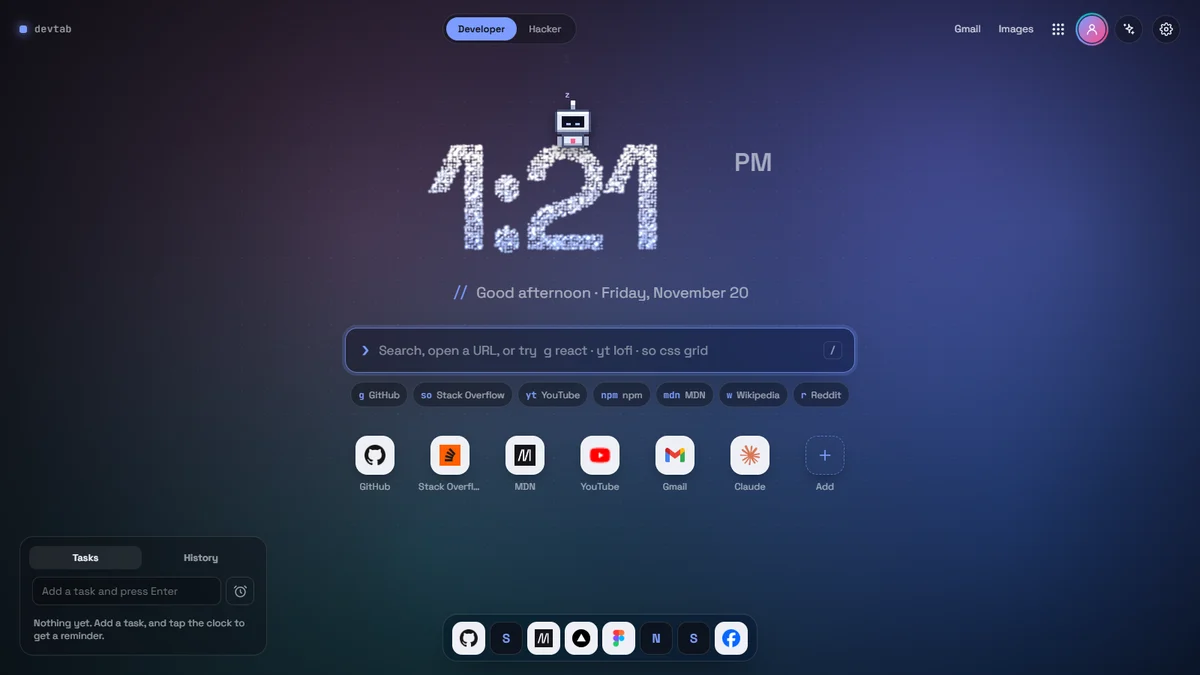 devtab
Developer
Hacker
Gmail
Images
z
1:21
PM
// Good afternoon · Friday, November 20
❯ Search, open a URL, or try g react · yt lofi · so css grid
/
g GitHub
so Stack Overflow
yt YouTube
npm npm
mdn MDN
w Wikipedia
r Reddit
GitHub
Stack Overfl...
MDN
YouTube
Gmail
Claude
Add
Tasks
History
Add a task and press Enter
Nothing yet. Add a task, and tap the clock to
get a reminder.
S
N
S